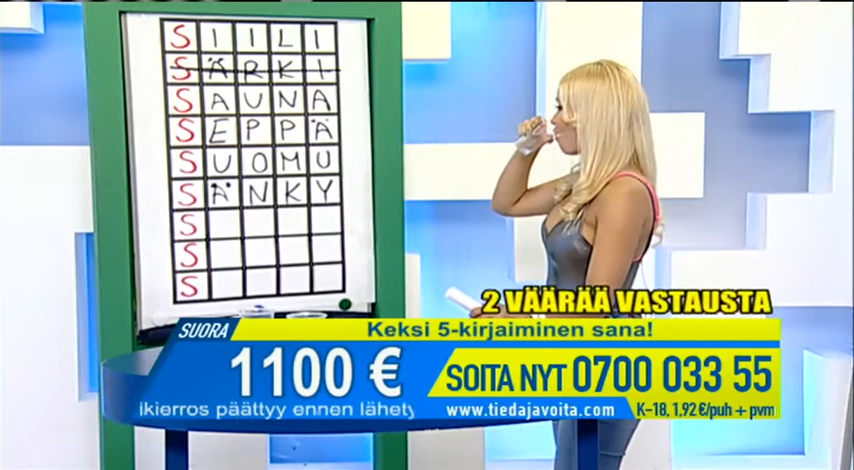 SIILI
SÄRKI
SAUNA
SEPPÄ
SUOMU
SÄNKY
S
S
S
2 VÄÄRÄÄ VASTAUSTA
SUORA
Keksi 5-kirjaiminen sana!
1100 €
SOITA NYT 0700 033 55
ikierros päättyy ennen lähety
www.tiedajavoita.com
K-18, 1,92 €/puh + pvm